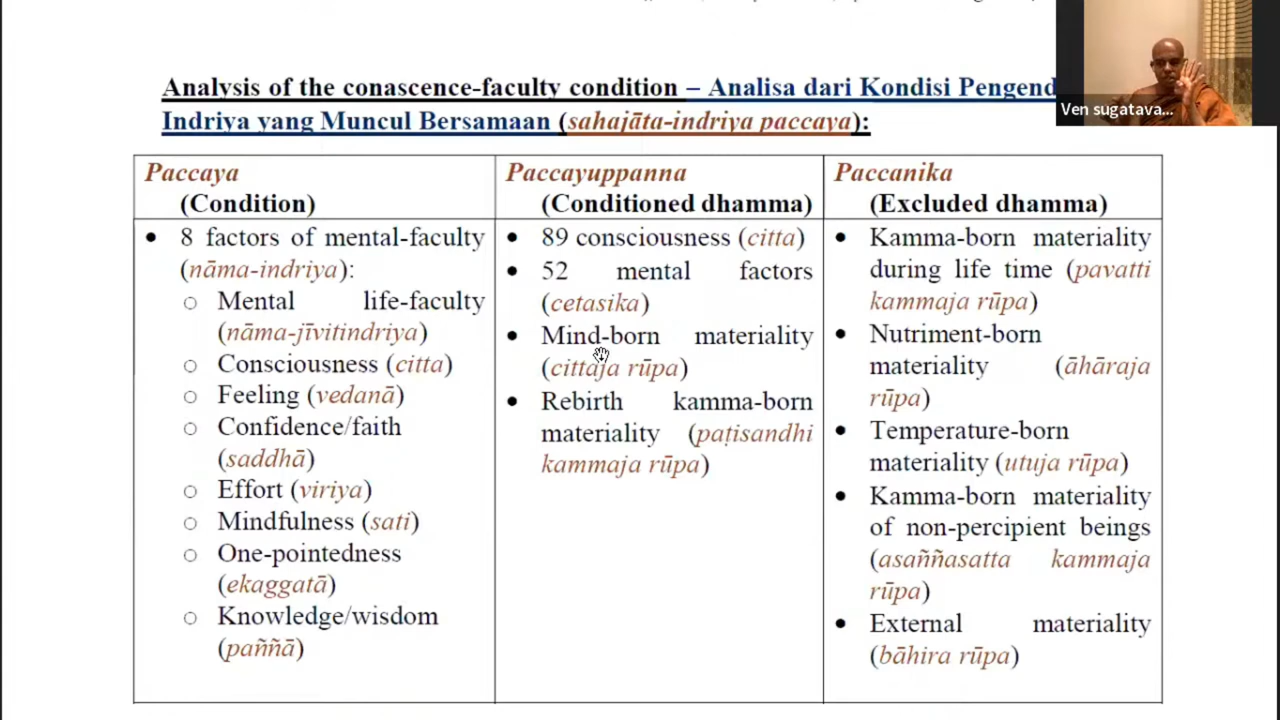 Analysis of the conascence-faculty condition – Analisa dari Kondisi Pengend
Indriya yang Muncul Bersamaan (sahajāta-indriya paccaya):
Ven sugatava...
Paccaya
(Condition)
• 8 factors of mental-faculty
(nāma-indriya):
○ Mental life-faculty
(nāma-jīvitindriya)
○ Consciousness (citta)
○ Feeling (vedanā)
○ Confidence/faith
(saddhā)
○ Effort (viriya)
○ Mindfulness (sati)
○ One-pointedness
(ekaggatā)
○ Knowledge/wisdom
(paññā)
Paccayuppanna
(Conditioned dhamma)
• 89 consciousness (citta)
• 52 mental factors
(cetasika)
• Mind-born materiality
(cittaja rūpa)
• Rebirth kamma-born
materiality (paṭisandhi
kammaja rūpa)
Paccanika
(Excluded dhamma)
• Kamma-born materiality
during life time (pavatti
kammaja rūpa)
• Nutriment-born
materiality (āhāraja
rūpa)
• Temperature-born
materiality (utuja rūpa)
• Kamma-born materiality
of non-percipient beings
(asaññasatta kammaja
rūpa)
• External materiality
(bāhira rūpa)